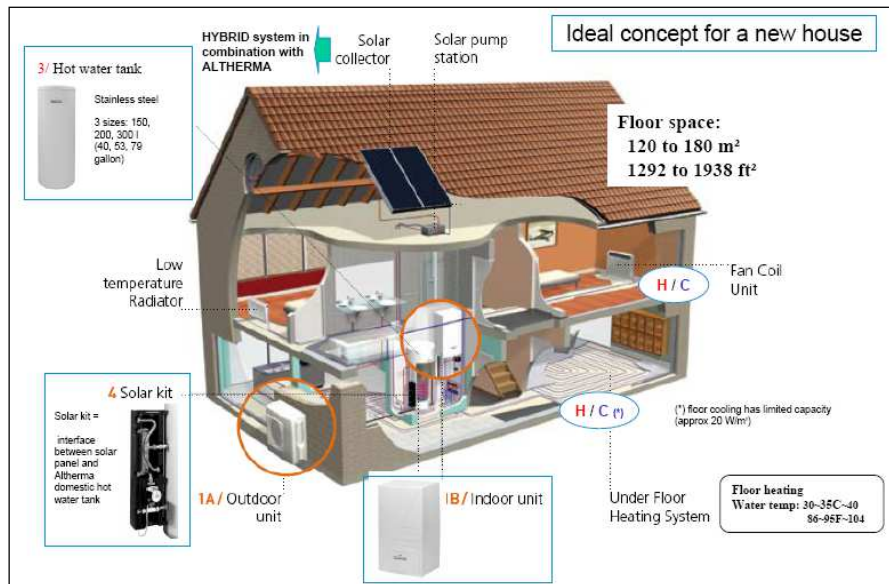 Ideal concept for a new house
HYBRID system in
combination with
ALTHERMA
Solar
collector
Solar pump
station
3/ Hot water tank
Stainless steel
3 sizes: 150,
200, 300 l
(40, 53, 79
gallon)
Floor space:
120 to 180 m²
1292 to 1938 ft²
Low
temperature
Radiator
H / C
Fan Coil
Unit
4 Solar kit
Solar kit =
interface
between solar
panel and
Altherma
domestic hot
water tank
H / C (*)
(*) floor cooling has limited capacity
(approx 20 W/m²)
1A/ Outdoor
unit
1B/ Indoor unit
Under Floor
Heating System
Floor heating
Water temp: 30~35C~40
86~95F~104